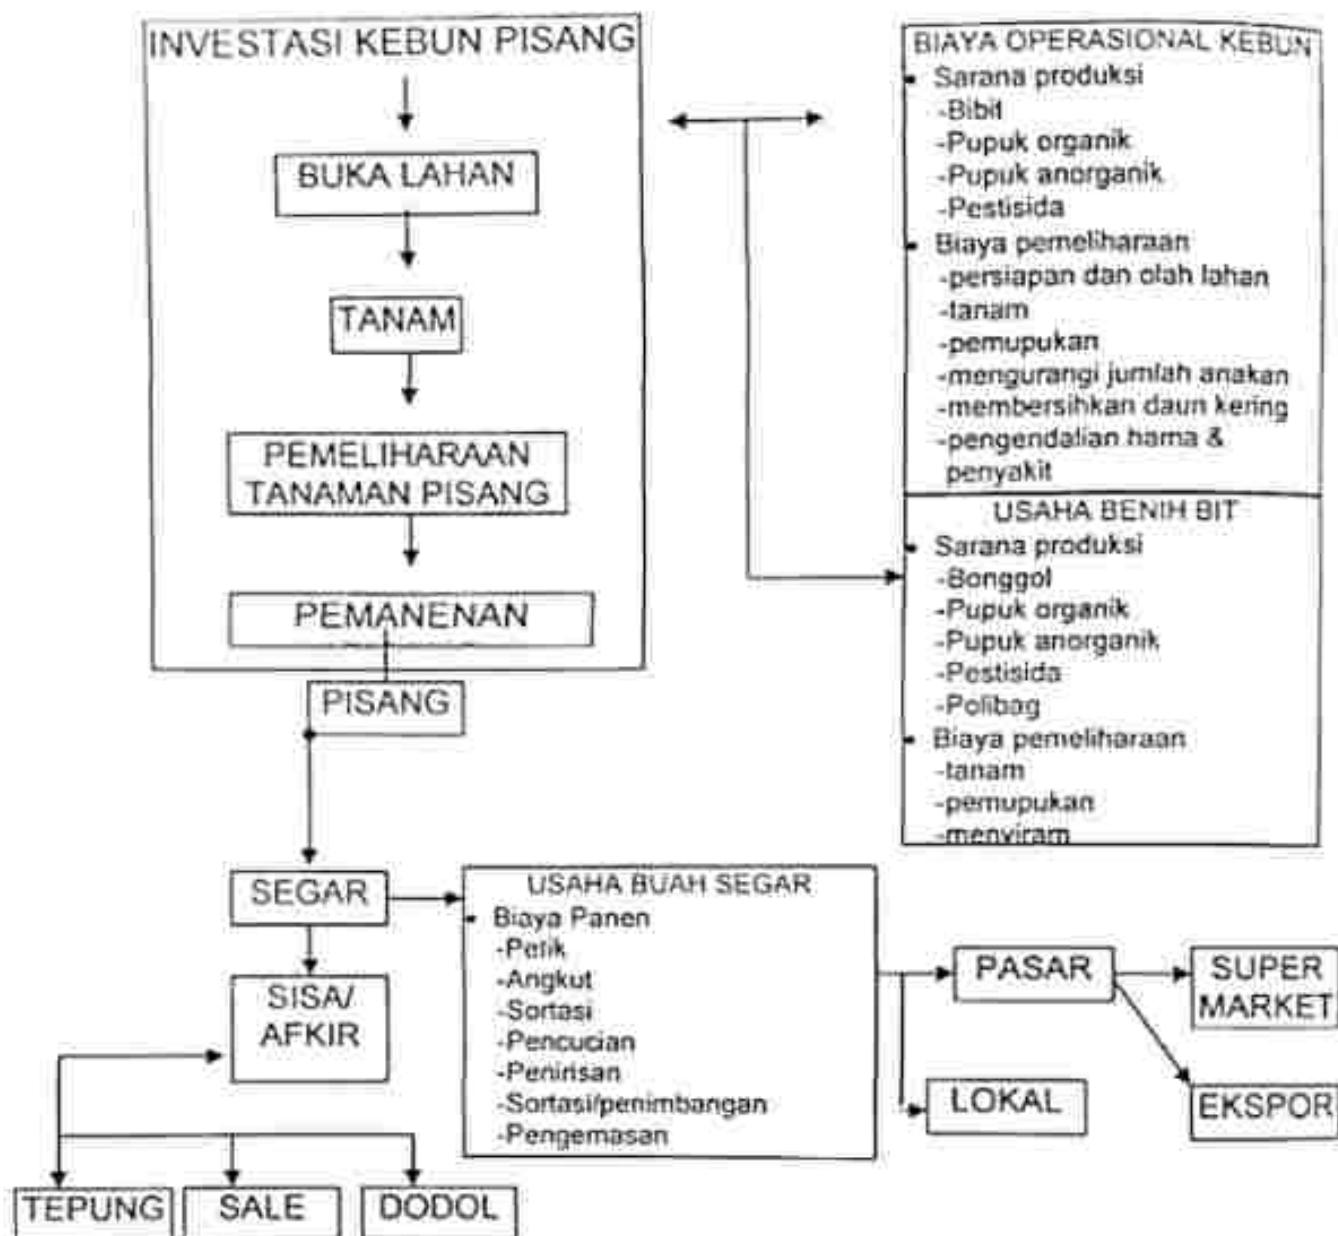 INVESTASI KEBUN PISANG
BUKA LAHAN
TANAM
PEMELIHARAAN
TANAMAN PISANG
PEMANENAN
PISANG
SEGAR
SISA/
AFKIR
TEPUNG
SALE
DODOL
BIAYA OPERASIONAL KEBUN
• Sarana produksi
-Bibit
-Pupuk organik
-Pupuk anorganik
-Pestisida
• Biaya pemeliharaan
-persiapan dan olah lahan
-tanam
-pemupukan
-mengurangi jumlah anakan
-membersihkan daun kering
-pengendalian hama &
penyakit
USAHA BENIH BIT
• Sarana produksi
-Bonggol
-Pupuk organik
-Pupuk anorganik
-Pestisida
-Polibag
• Biaya pemeliharaan
-tanam
-pemupukan
-menyiram
USAHA BUAH SEGAR
• Biaya Panen
-Petik
-Angkut
-Sortasi
-Pencucian
-Penirisan
-Sortasi/penimbangan
-Pengemasan
PASAR
LOKAL
SUPER
MARKET
EKSPOR